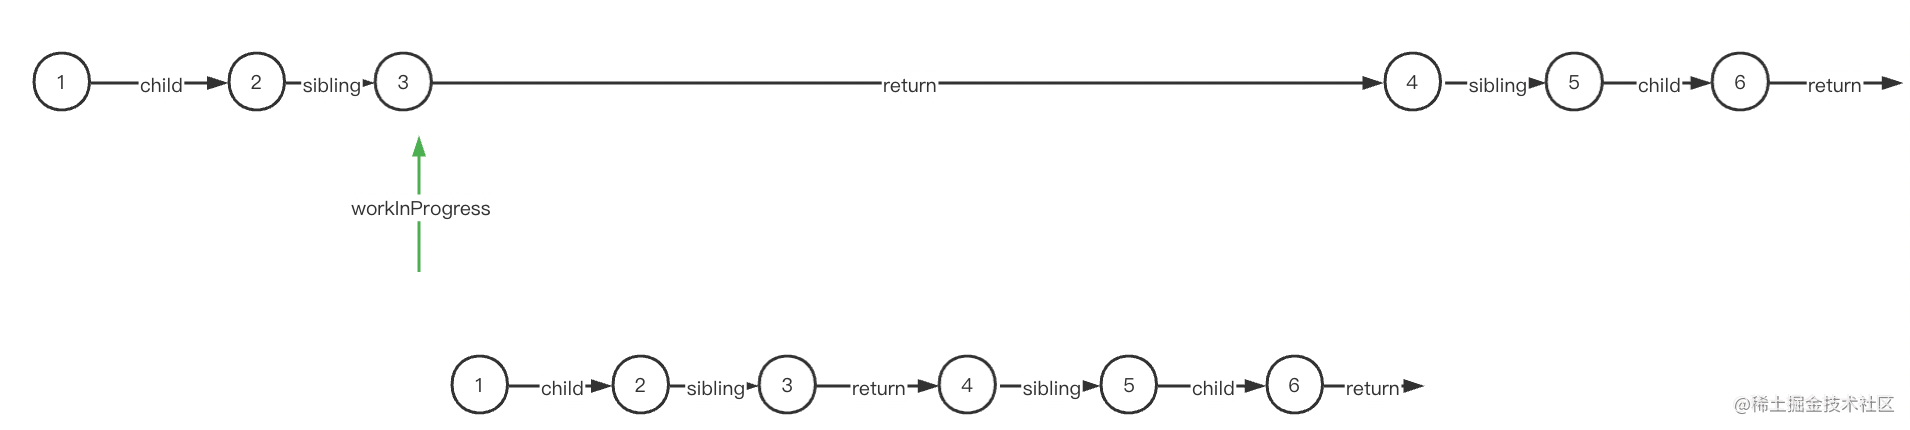 1 child 2 sibling 3 return 4 sibling 5 child 6 return
workInProgress
1 child 2 sibling 3 return 4 sibling 5 child 6 return
@稀土掘金技术社区